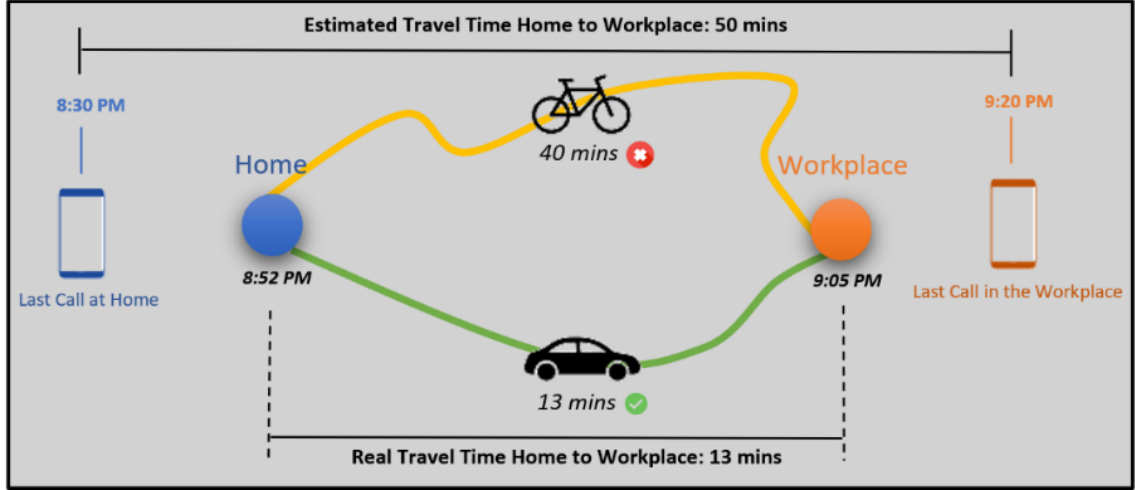 Estimated Travel Time Home to Workplace: 50 mins
8:30 PM
9:20 PM
40 mins
Home
Workplace
8:52 PM
9:05 PM
Last Call at Home
Last Call in the Workplace
13 mins
Real Travel Time Home to Workplace: 13 mins